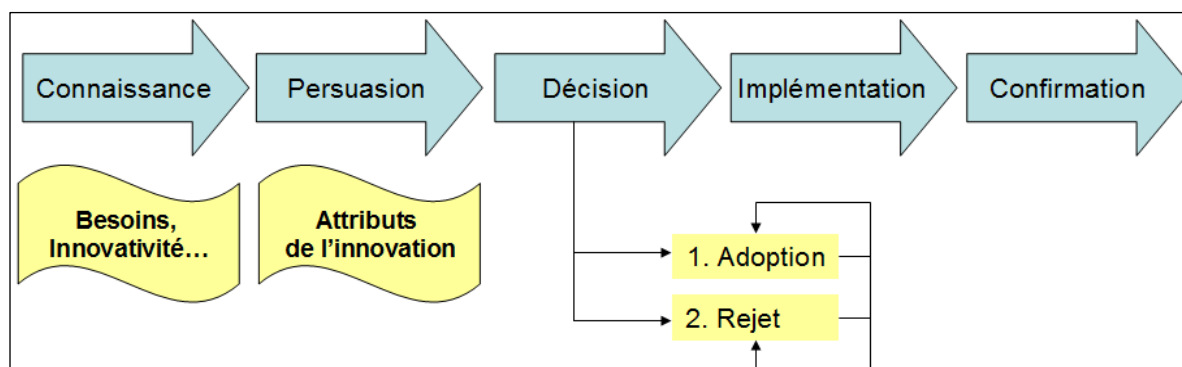 Connaissance
Persuasion
Décision
Implémentation
Confirmation
Besoins,
Innovativité…
Attributs
de l’innovation
1. Adoption
2. Rejet